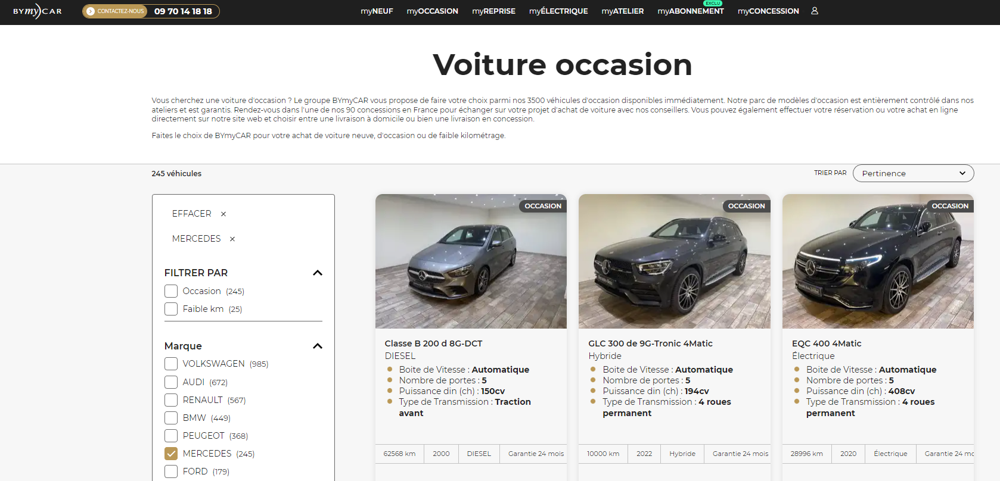 BYmyCAR
CONTACTEZ-NOUS 09 70 14 18 18
myNEUF myOCCASION myREPRISE myÉLECTRIQUE myATELIER myABONNEMENT EXCLU myCONCESSION
Voiture occasion
Vous cherchez une voiture d'occasion ? Le groupe BYmyCAR vous propose de faire votre choix parmi nos 3500 véhicules d'occasion disponibles immédiatement. Notre parc de modèles d'occasion est entièrement contrôlé dans nos
ateliers et est garantis. Rendez-vous dans l'une de nos 90 concessions en France pour échanger sur votre projet d'achat de voiture avec nos conseillers. Vous pouvez également effectuer votre réservation ou votre achat en ligne
directement sur notre site web et choisir entre une livraison à domicile ou bien une livraison en concession.
Faites le choix de BYmyCAR pour votre achat de voiture neuve, d'occasion ou de faible kilométrage.
245 véhicules
TRIER PAR Pertinence
EFFACER ×
MERCEDES ×
FILTRER PAR
Occasion (245)
Faible km (25)
Marque
VOLKSWAGEN (985)
AUDI (672)
RENAULT (567)
BMW (449)
PEUGEOT (368)
MERCEDES (245)
FORD (179)
OCCASION
Classe B 200 d 8G-DCT
DIESEL
Boite de Vitesse : Automatique
Nombre de portes : 5
Puissance din (ch) : 150cv
Type de Transmission : Traction
avant
62568 km 2000 DIESEL Garantie 24 mois
OCCASION
GLC 300 de 9G-Tronic 4Matic
Hybride
Boite de Vitesse : Automatique
Nombre de portes : 5
Puissance din (ch) : 194cv
Type de Transmission : 4 roues
permanent
10000 km 2022 Hybride Garantie 24 mois
OCCASION
EQC 400 4Matic
Électrique
Boite de Vitesse : Automatique
Nombre de portes : 5
Puissance din (ch) : 408cv
Type de Transmission : 4 roues
permanent
28996 km 2020 Électrique Garantie 24 mo